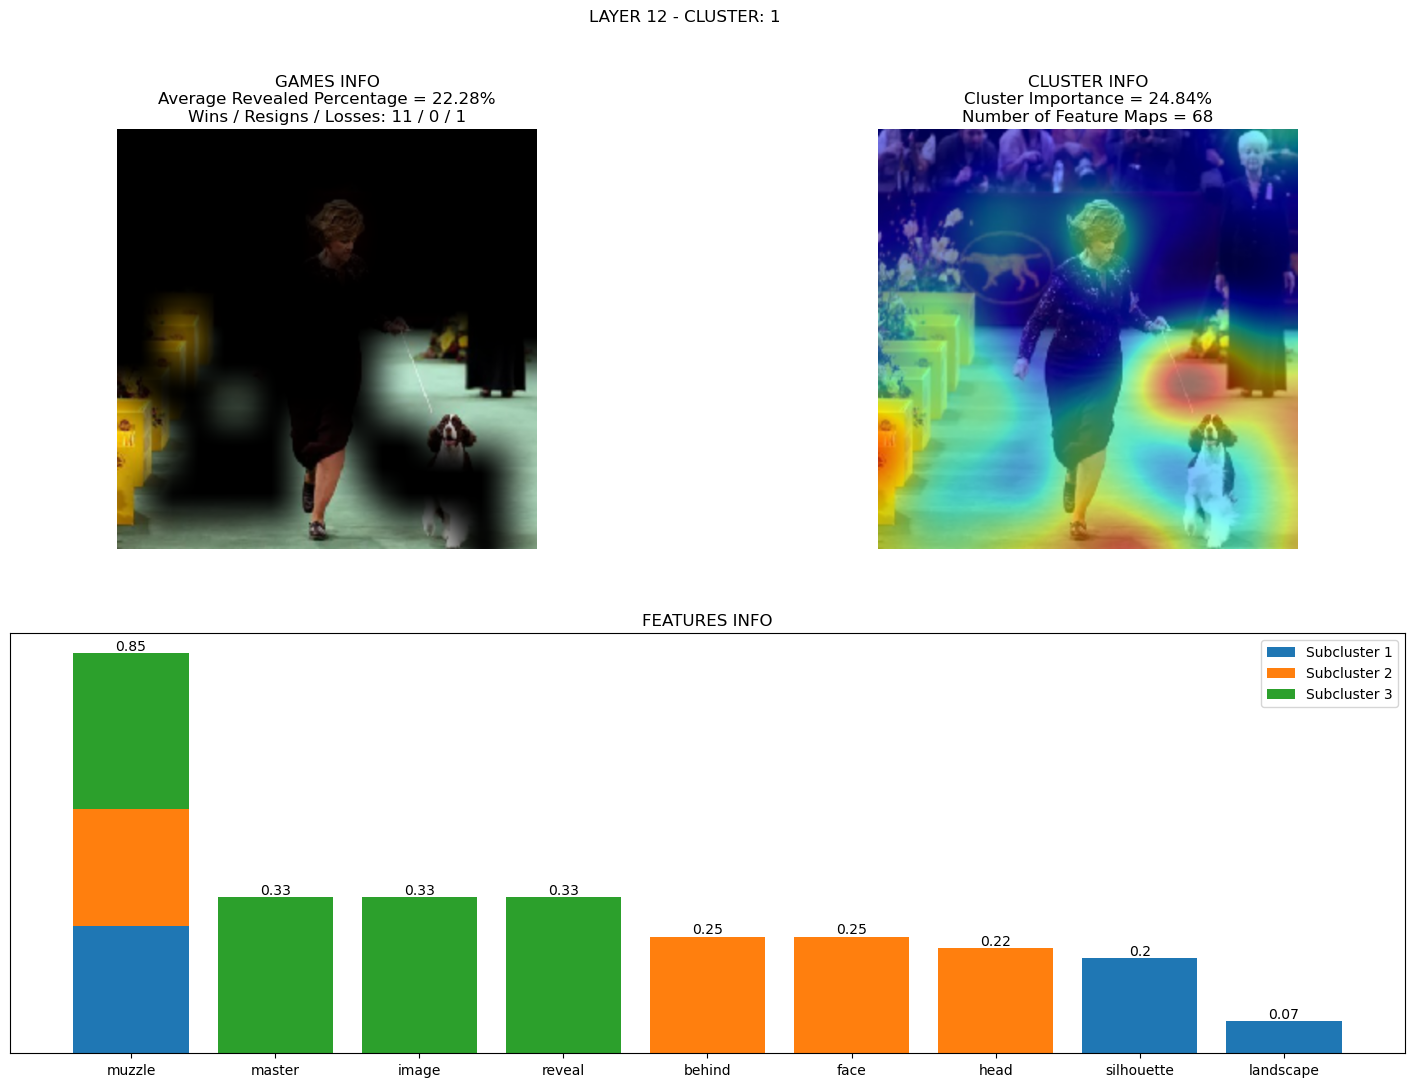 LAYER 12 - CLUSTER: 1
GAMES INFO
Average Revealed Percentage = 22.28%
Wins / Resigns / Losses: 11 / 0 / 1
CLUSTER INFO
Cluster Importance = 24.84%
Number of Feature Maps = 68
FEATURES INFO
Subcluster 1
Subcluster 2
Subcluster 3
0.85
0.33
0.33
0.33
0.25
0.25
0.22
0.2
0.07
muzzle
master
image
reveal
behind
face
head
silhouette
landscape